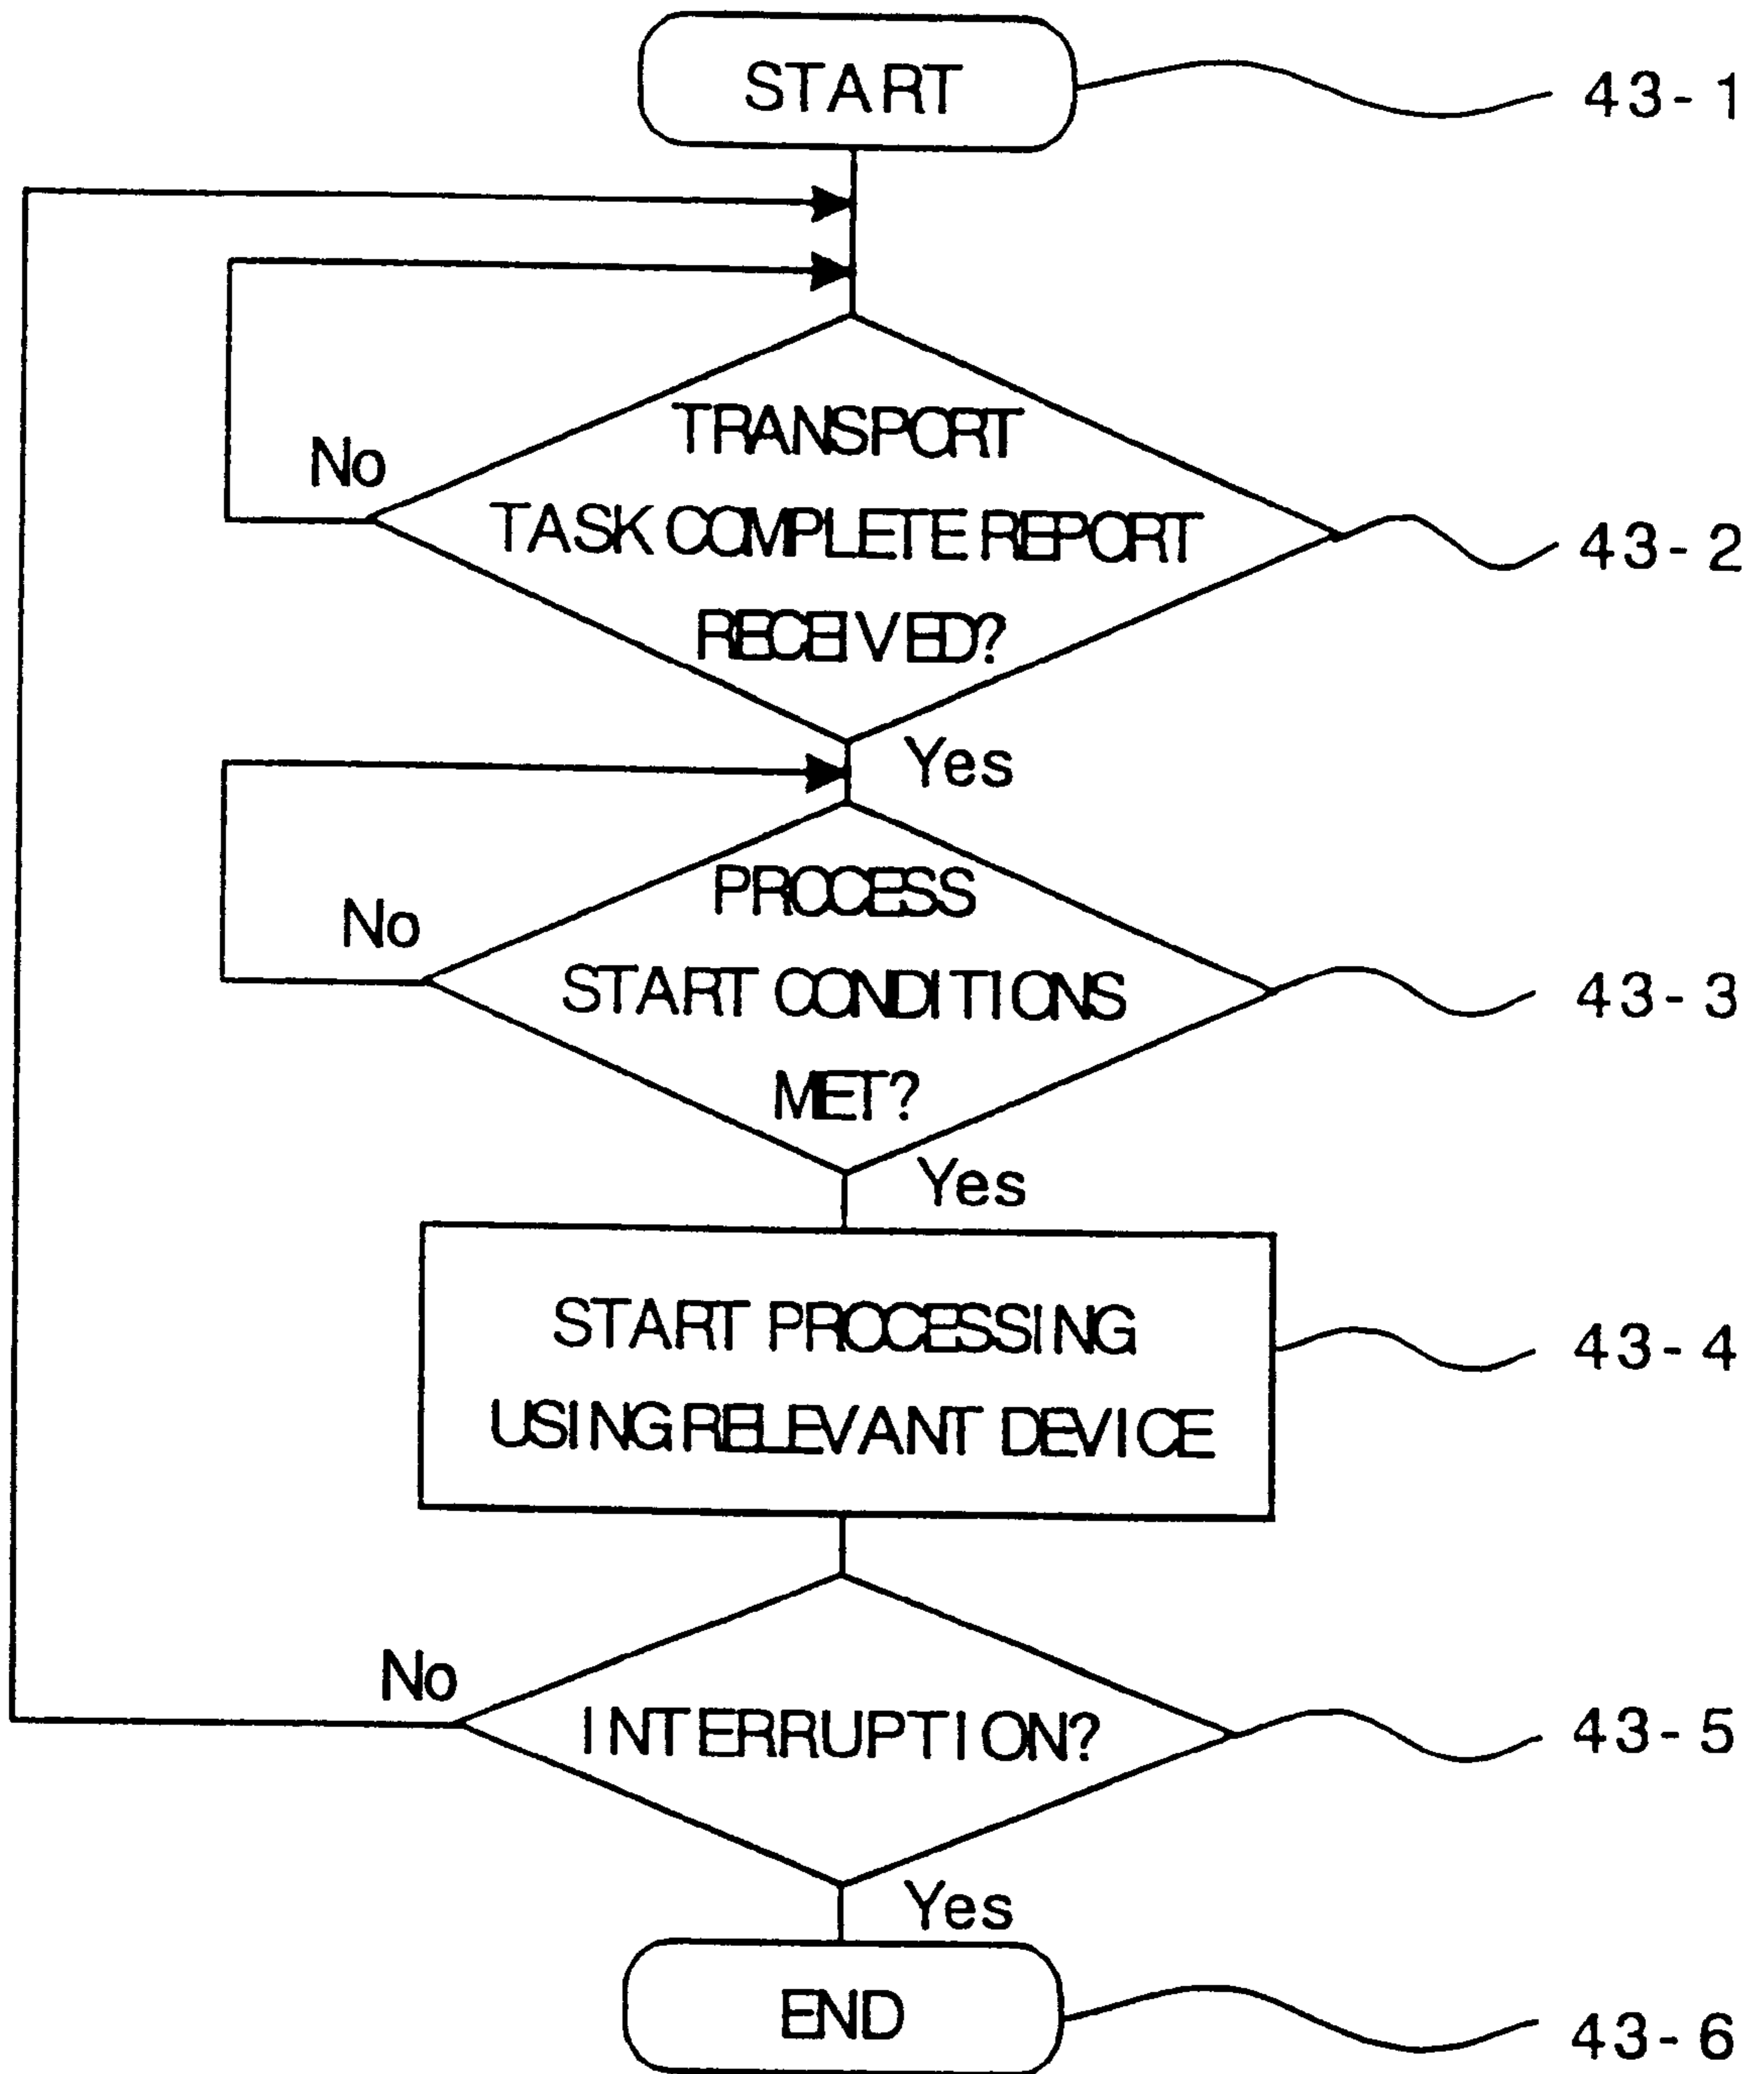 START
43-1
TRANSPORT
No
TASK COMPLETE REPORT
43-2
RECEIVED?
Yes
PROCESS
No
START CONDITIONS
43-3
MET?
Yes
START PROCESSING
43-4
USING RELEVANT DEVICE
No
INTERRUPTION?
43-5
Yes
END
43-6